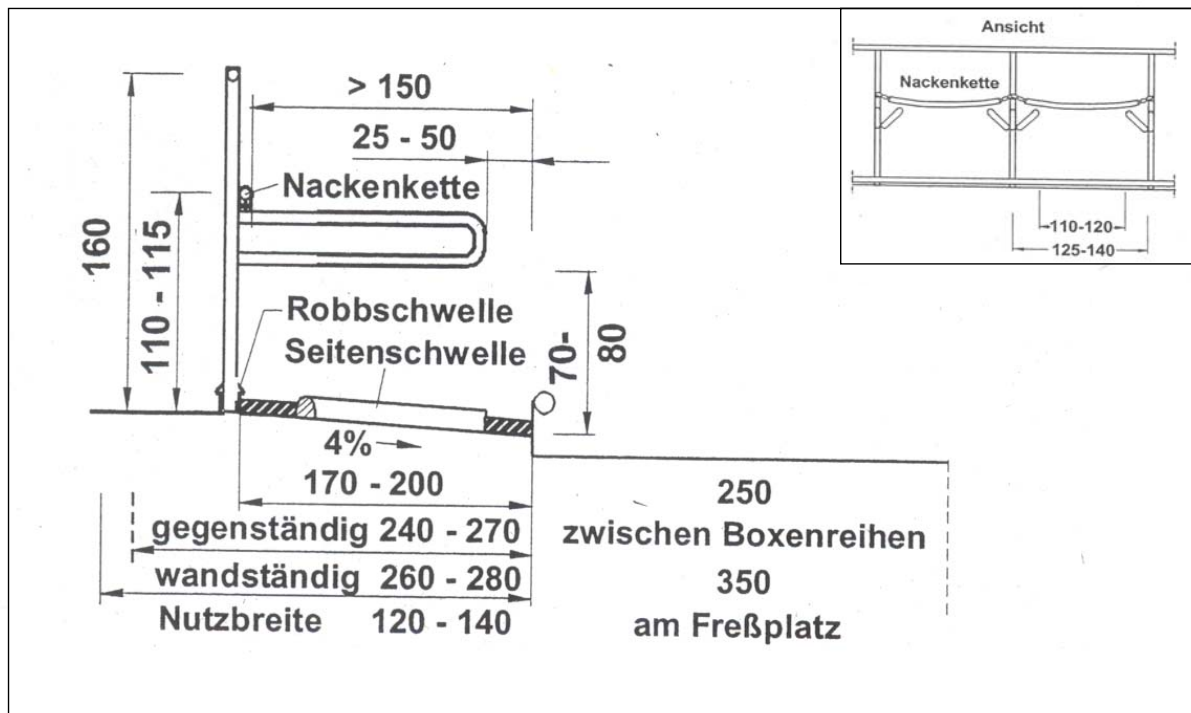 Ansicht
Nackenkette
110-120
125-140
> 150
25 - 50
Nackenkette
160
110 - 115
Robbschwelle
Seitenschwelle
70-
80
4%
170 - 200
gegenständig 240 - 270
wandständig 260 - 280
Nutzbreite 120 - 140
250
zwischen Boxenreihen
350
am Freßplatz